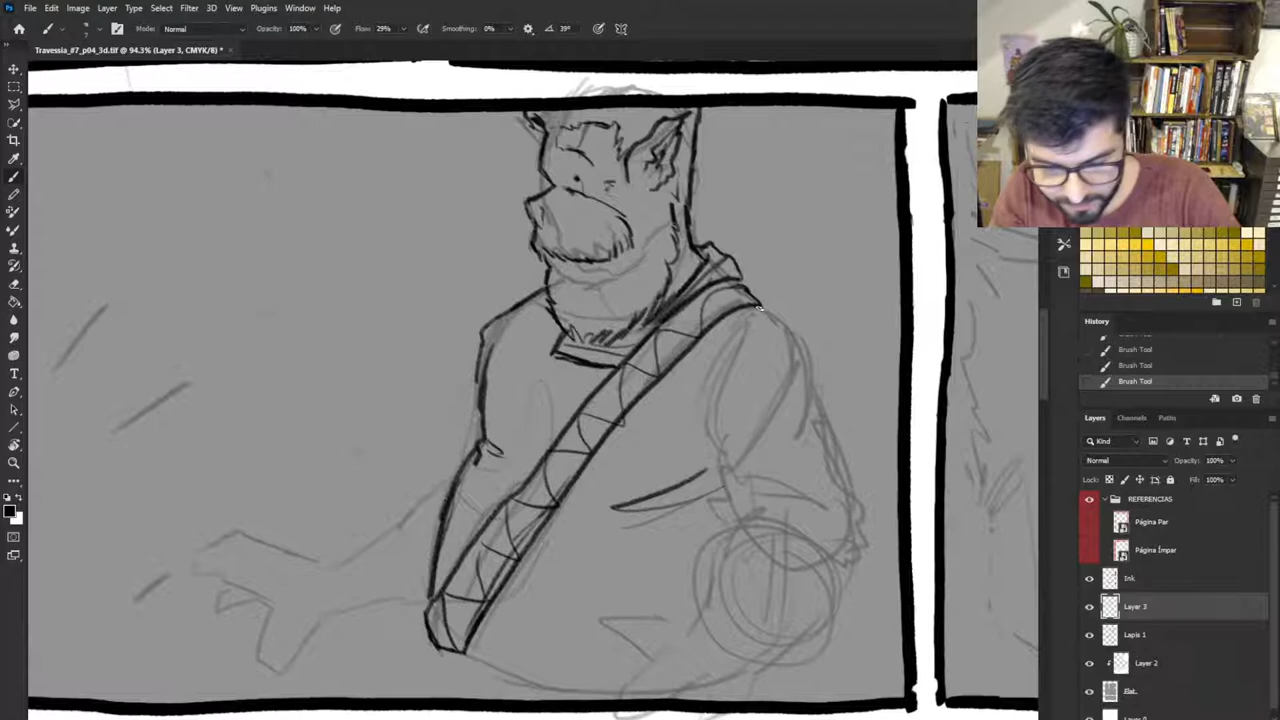 File Edit Image Layer Type Select Filter 3D View Plugins Window Help
Mode: Normal Opacity: 100% Flow: 29% Smoothing: 0% 39°
Travessia_#7_p04_3d.tif @ 94.3% (Layer 3, CMYK/8) *
History
Brush Tool
Brush Tool
Brush Tool
Layers Channels Paths
Kind
Normal Opacity: 100%
Lock: Fill: 100%
REFERENCIAS
Página Par
Página Ímpar
Ink
Layer 3
Lapis 1
Layer 2